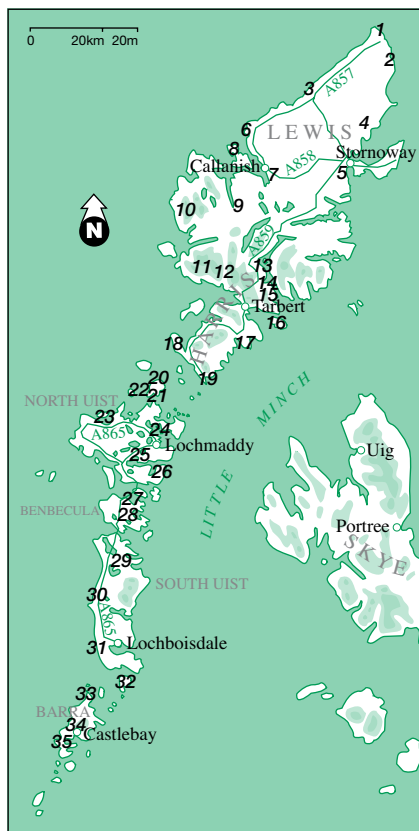 0 20km 20m
1
2
3
A857
4
6
LEWIS
8
Callanish
A858
Stornoway
7
5
N
10
9
A859
11
12
13
14
15
HARRIS
Tarbert
16
18
17
19
20
22
21
LITTLE MINCH
NORTH UIST
23
A865
24
Lochmaddy
25
26
Uig
27
BENBECULA
28
Portree
SKYE
29
SOUTH UIST
30
A865
31
Lochboisdale
32
33
BARRA
34
Castlebay
35